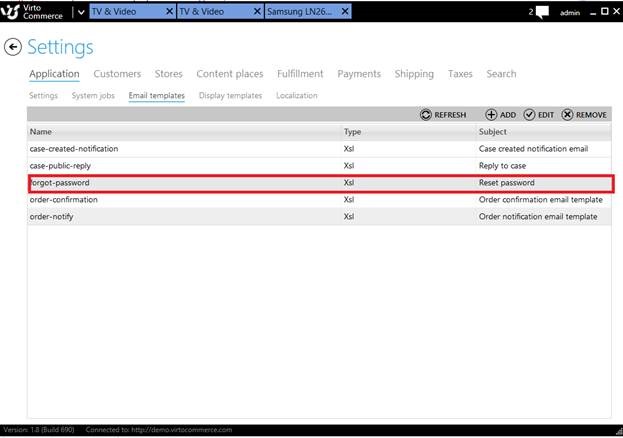 Virto Commerce
TV & Video
TV & Video
Samsung LN26...
2
admin
Settings
Application Customers Stores Content places Fulfillment Payments Shipping Taxes Search
Settings System jobs Email templates Display templates Localization
REFRESH ADD EDIT REMOVE
Name Type Subject
case-created-notification Xsl Case created notification email
case-public-reply Xsl Reply to case
forgot-password Xsl Reset password
order-confirmation Xsl Order confirmation email template
order-notify Xsl Order notification email template
Version: 1.8 (Build 690) Connected to: http://demo.virtocommerce.com